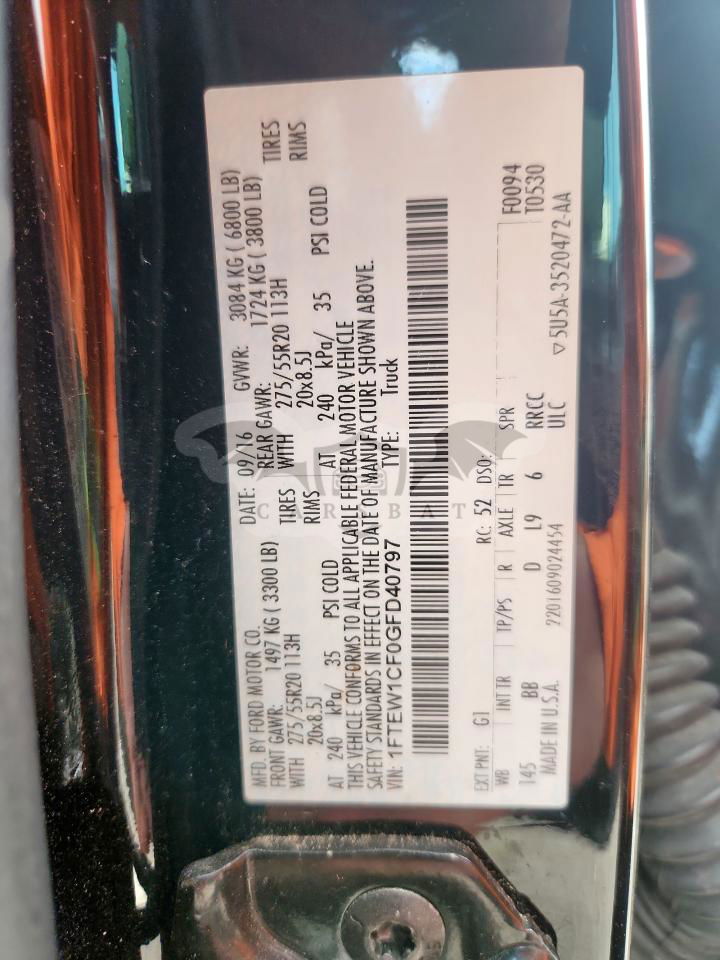 MFD. BY FORD MOTOR CO. DATE: 09/16 GVWR: 3084 KG ( 6800 LB)
FRONT GAWR: 1497 KG ( 3300 LB) REAR GAWR: 1724 KG ( 3800 LB)
WITH 275/55R20 113H TIRES WITH 275/55R20 113H TIRES
20x8.5J RIMS 20x8.5J RIMS
AT 240 kPa/ 35 PSI COLD AT 240 kPa/ 35 PSI COLD
THIS VEHICLE CONFORMS TO ALL APPLICABLE FEDERAL MOTOR VEHICLE
SAFETY STANDARDS IN EFFECT ON THE DATE OF MANUFACTURE SHOWN ABOVE.
VIN: 1FTEW1CF0GFD40797 TYPE: Truck
CARBAT
EXT PNT: G1 RC: 52 DSO: F0094
WB INT TR TP/PS R AXLE TR SPR T0530
145 BB D L9 6 RRCC
MADE IN U.S.A. 2201609024454 ULC ▽ 5U5A-3520472-AA